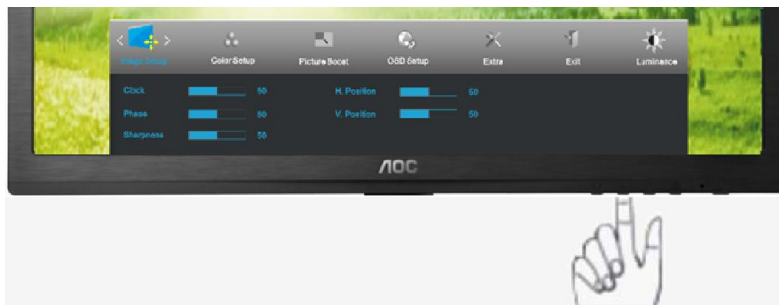 Image Setup Color Setup Picture Boost OSD Setup Extra Exit Luminance
Clock 50 H. Position 50
Phase 50 V. Position 50
Sharpness 50
AOC